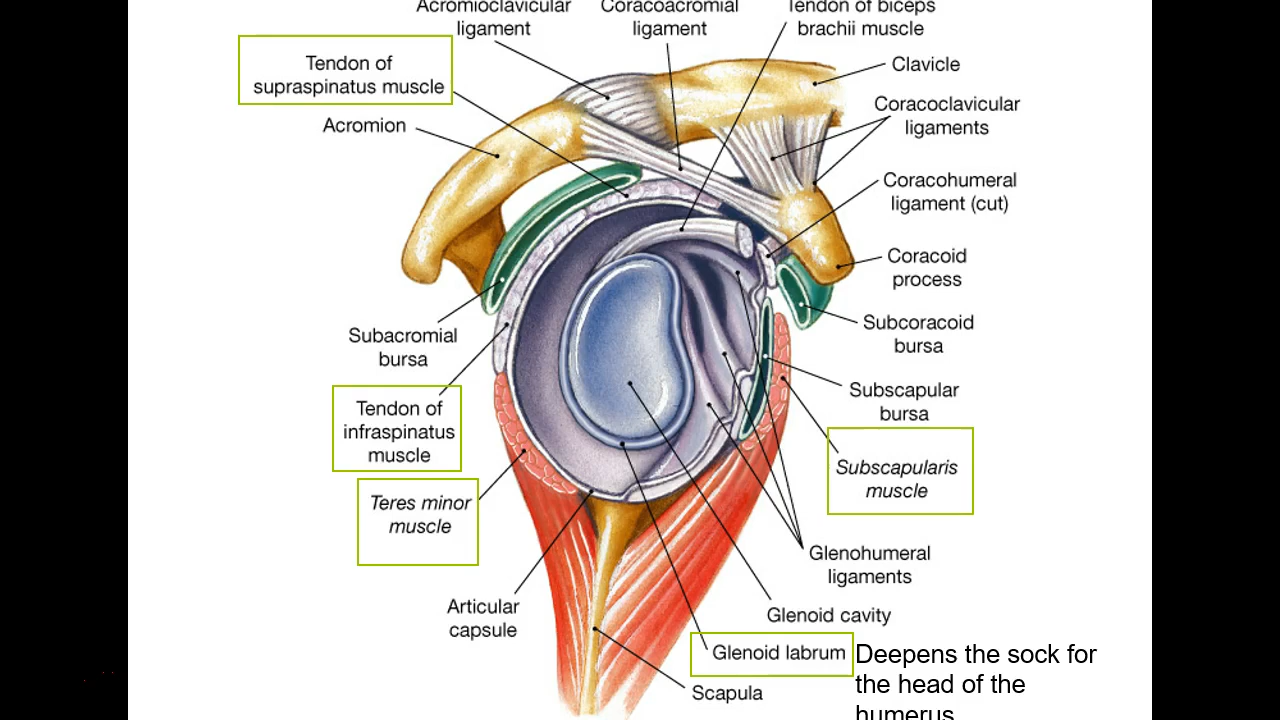 Acromioclavicular
ligament
Coracoacromial
ligament
Tendon of biceps
brachii muscle
Tendon of
supraspinatus muscle
Clavicle
Acromion
Coracoclavicular
ligaments
Coracohumeral
ligament (cut)
Coracoid
process
Subacromial
bursa
Subcoracoid
bursa
Tendon of
infraspinatus
muscle
Subscapular
bursa
Teres minor
muscle
Subscapularis
muscle
Glenohumeral
ligaments
Articular
capsule
Glenoid cavity
Glenoid labrum
Deepens the sock for
the head of the
humerus
Scapula